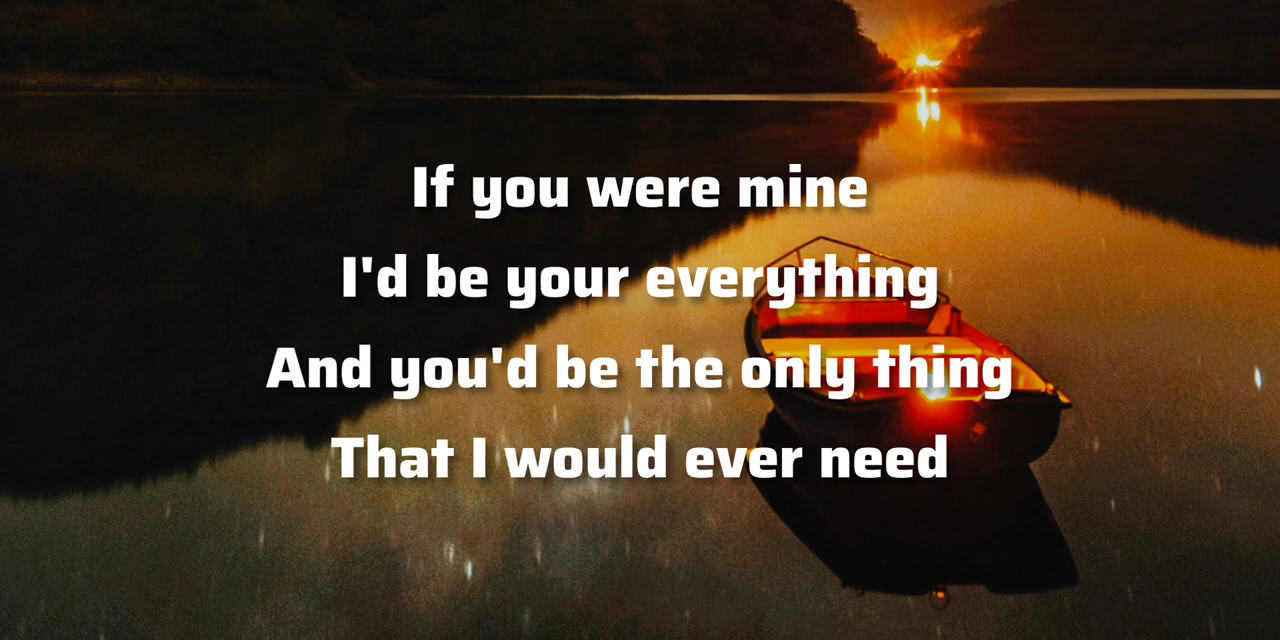 If you were mine
I'd be your everything
And you'd be the only thing
That I would ever need